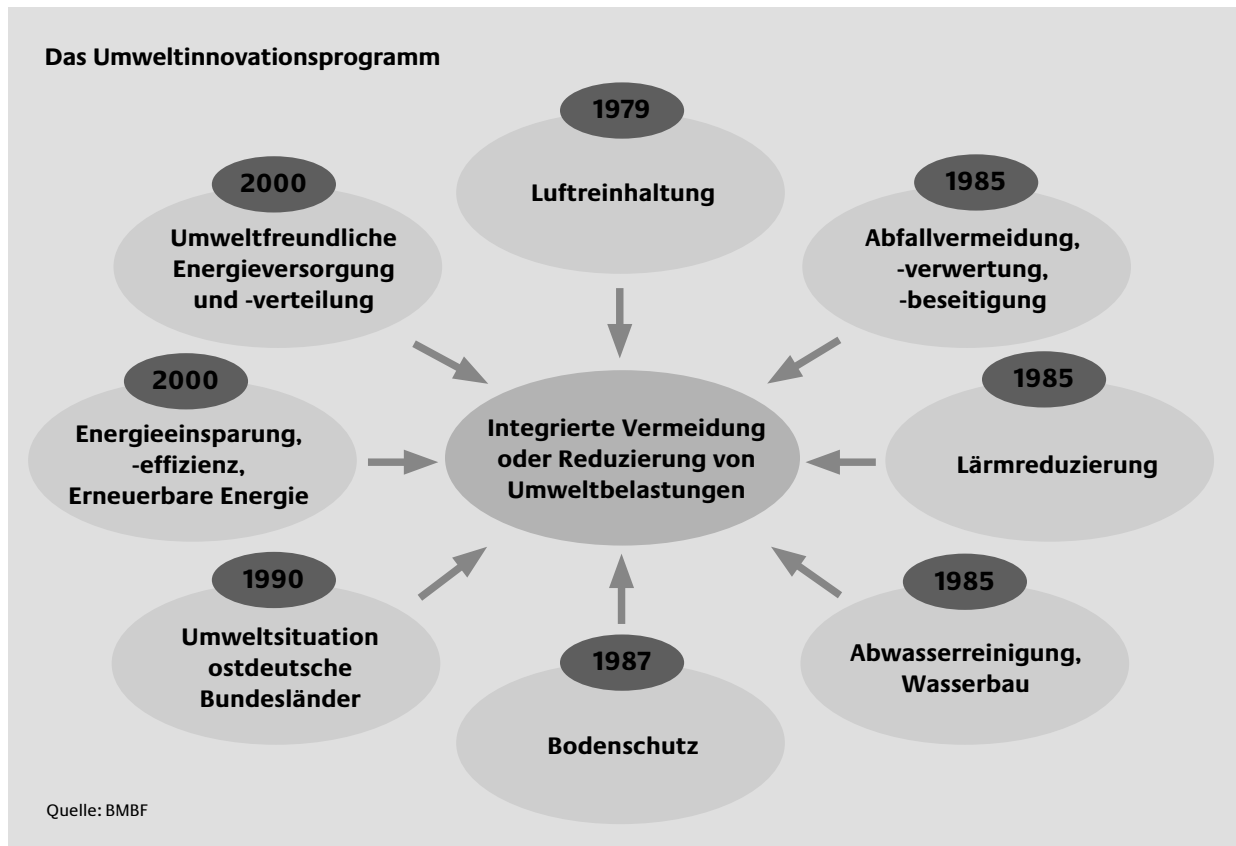 Das Umweltinnovationsprogramm
1979
Luftreinhaltung
1985
Abfallvermeidung,
-verwertung,
-beseitigung
1985
Lärmreduzierung
1985
Abwasserreinigung,
Wasserbau
1987
Bodenschutz
1990
Umweltsituation
ostdeutsche
Bundesländer
2000
Energieeinsparung,
-effizienz,
Erneuerbare Energie
2000
Umweltfreundliche
Energieversorgung
und -verteilung
Integrierte Vermeidung
oder Reduzierung von
Umweltbelastungen
Quelle: BMBF